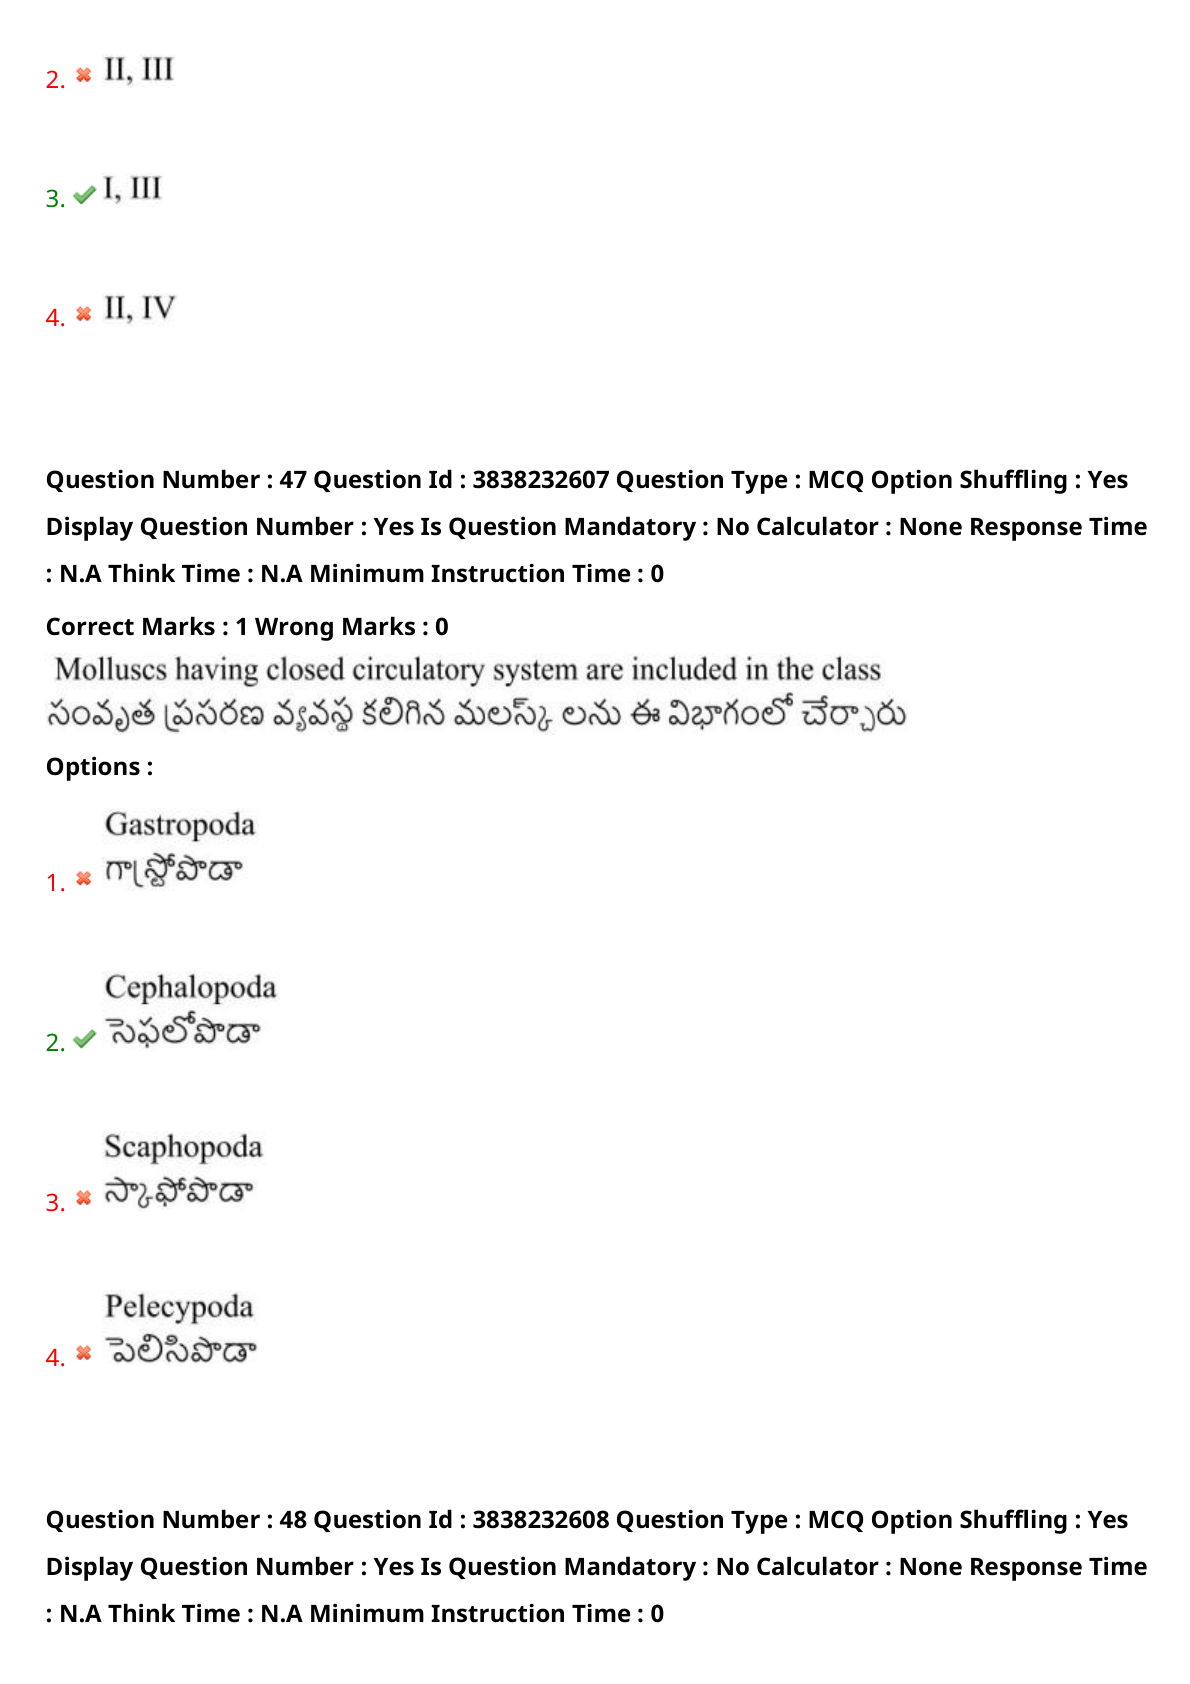 2. II, III
3. I, III
4. II, IV
Question Number : 47 Question Id : 3838232607 Question Type : MCQ Option Shuffling : Yes
Display Question Number : Yes Is Question Mandatory : No Calculator : None Response Time
: N.A Think Time : N.A Minimum Instruction Time : 0
Correct Marks : 1 Wrong Marks : 0
Molluscs having closed circulatory system are included in the class
సంవృత ప్రసరణ వ్యవస్థ కలిగిన మలస్క్ లను ఈ విభాగంలో చేర్చారు
Options :
Gastropoda
1. గాస్ట్రోపొడా
Cephalopoda
2. సెఫలోపొడా
Scaphopoda
3. స్కాఫోపొడా
Pelecypoda
4. పెలిసిపొడా
Question Number : 48 Question Id : 3838232608 Question Type : MCQ Option Shuffling : Yes
Display Question Number : Yes Is Question Mandatory : No Calculator : None Response Time
: N.A Think Time : N.A Minimum Instruction Time : 0